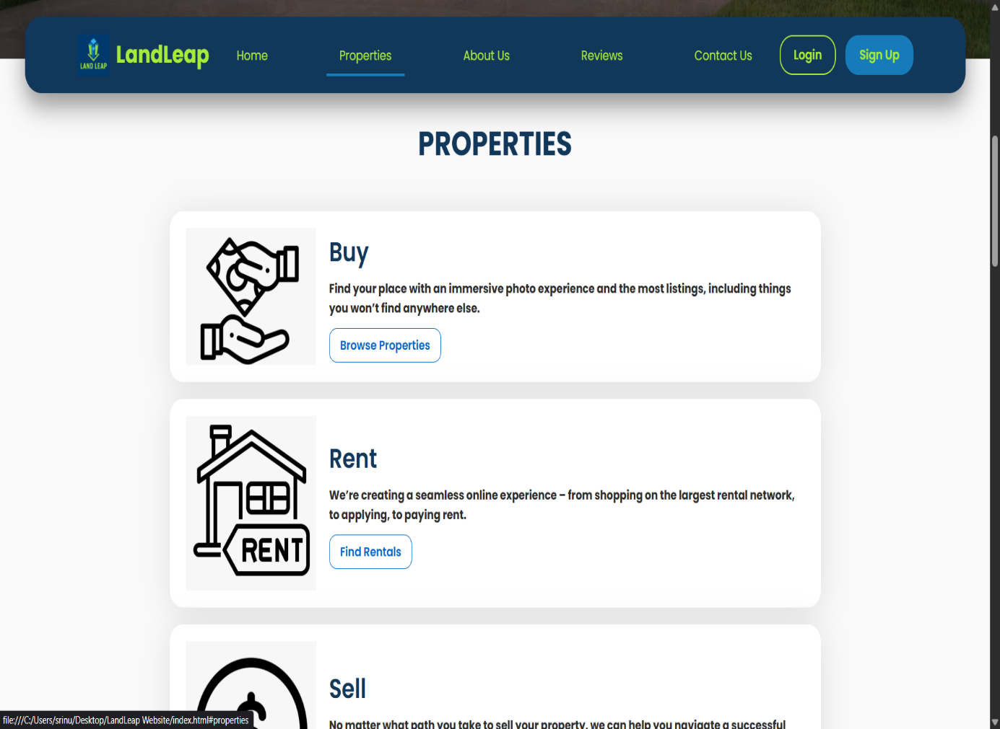 LAND LEAP
LandLeap
Home
Properties
About Us
Reviews
Contact Us
Login
Sign Up
PROPERTIES
Buy
Find your place with an immersive photo experience and the most listings, including things
you won't find anywhere else.
Browse Properties
RENT
Rent
We're creating a seamless online experience – from shopping on the largest rental network,
to applying, to paying rent.
Find Rentals
$
Sell
No matter what path you take to sell your property, we can help you navigate a successful
file:///C:/Users/srinu/Desktop/LandLeap Website/index.html#properties